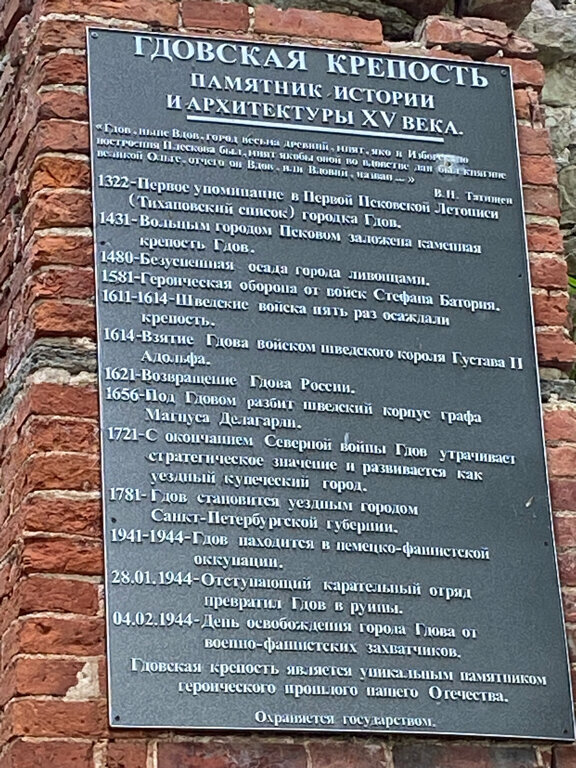 ГДОВСКАЯ КРЕПОСТЬ
ПАМЯТНИК ИСТОРИИ
И АРХИТЕКТУРЫ XV ВЕКА.
«Гдов, ныне Вдов, город весьма древний, мнят, яко и Изборск до
построения Плескова был, мнят якобы оной во вдовстве дан был княгине
великой Ольге, отчего он Вдов, или Вдовий, назван...»
В.Н. Татищев
1322-Первое упоминание в Первой Псковской Летописи
(Тихановский список) городка Гдов.
1431-Вольным городом Псковом заложена каменная
крепость Гдов.
1480-Безуспешная осада города ливонцами.
1581-Героическая оборона от войск Стефана Батория.
1611-1614-Шведские войска пять раз осаждали
крепость.
1614-Взятие Гдова войском шведского короля Густава II
Адольфа.
1621-Возвращение Гдова России.
1656-Под Гдовом разбит шведский корпус графа
Магнуса Делагарди.
1721-С окончанием Северной войны Гдов утрачивает
стратегическое значение и развивается как
уездный купеческий город.
1781-Гдов становится уездным городом
Санкт-Петербургской губернии.
1941-1944-Гдов находится в немецко-фашистской
оккупации.
28.01.1944-Отступающий карательный отряд
превратил Гдов в руины.
04.02.1944-День освобождения города Гдова от
военно-фашистских захватчиков.
Гдовская крепость является уникальным памятником
героического прошлого нашего Отечества.
Охраняется государством.